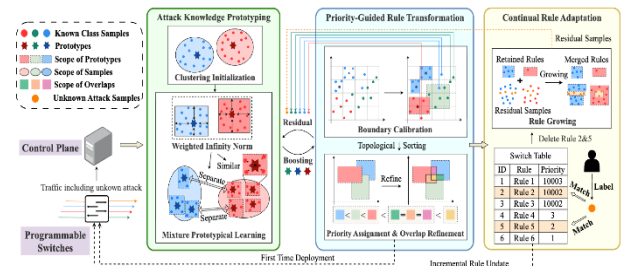 Known Class Samples
Prototypes
Scope of Prototypes
Scope of Samples
Scope of Overlaps
Unknown Attack Samples
Control Plane
Traffic including unkown attack
Programmable
Switches
Attack Knowledge Prototyping
Clustering Initialization
Weighted Infinity Norm
Similar
Separate
Separate
Mixture Prototypical Learning
Residual
Boosting
Priority-Guided Rule Transformation
Boundary Calibration
Topological Sorting
Refine
< < < = = <
Priority Assignment & Overlap Refinement
Continual Rule Adaptation
Residual Samples
Retained Rules
Growing
Merged Rules
Residual Samples
Rule Growing
Delete Rule 2&5
Switch Table
ID Rule Priority
1 Rule 1 10003
2 Rule 2 10002
3 Rule 3 10002
4 Rule 4 3
5 Rule 5 2
6 Rule 6 1
Match
Label
Match
First Time Deployment
Incremental Rule Update